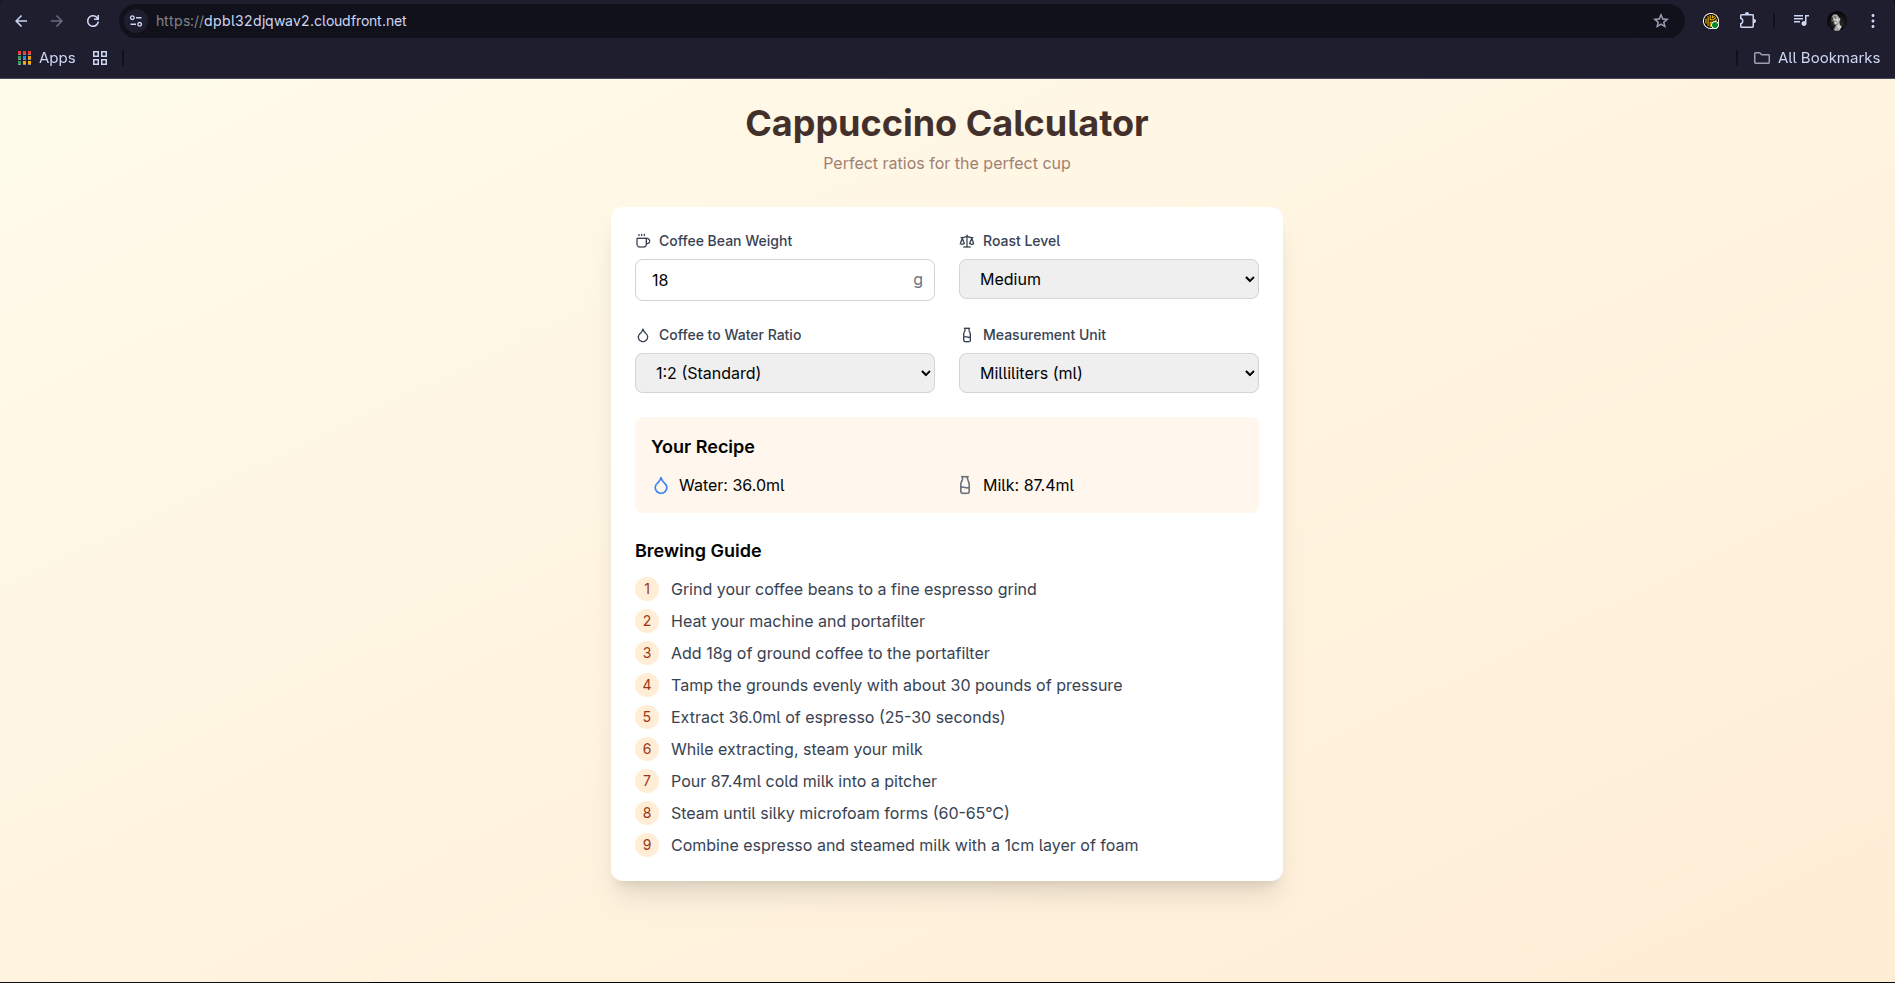 https://dpbl32djqwav2.cloudfront.net
Apps
All Bookmarks
Cappuccino Calculator
Perfect ratios for the perfect cup
Coffee Bean Weight
Roast Level
18 g
Medium
Coffee to Water Ratio
Measurement Unit
1:2 (Standard)
Milliliters (ml)
Your Recipe
Water: 36.0ml
Milk: 87.4ml
Brewing Guide
1 Grind your coffee beans to a fine espresso grind
2 Heat your machine and portafilter
3 Add 18g of ground coffee to the portafilter
4 Tamp the grounds evenly with about 30 pounds of pressure
5 Extract 36.0ml of espresso (25-30 seconds)
6 While extracting, steam your milk
7 Pour 87.4ml cold milk into a pitcher
8 Steam until silky microfoam forms (60-65°C)
9 Combine espresso and steamed milk with a 1cm layer of foam